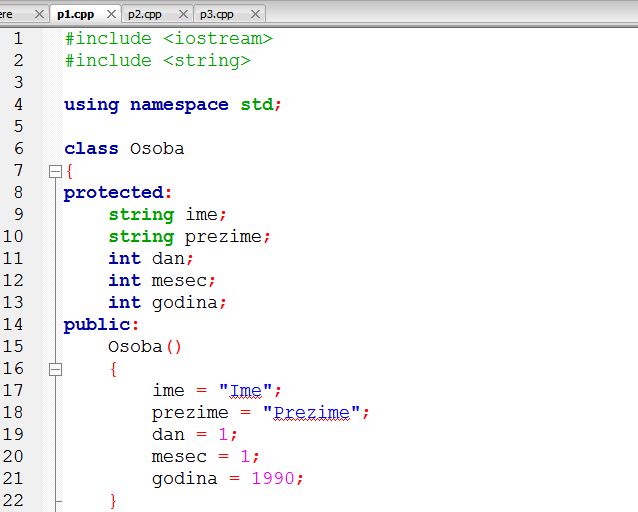 ere p1.cpp p2.cpp p3.cpp
1 #include <iostream>
2 #include <string>
3
4 using namespace std;
5
6 class Osoba
7 {
8 protected:
9 string ime;
10 string prezime;
11 int dan;
12 int mesec;
13 int godina;
14 public:
15 Osoba()
16 {
17 ime = "Ime";
18 prezime = "Prezime";
19 dan = 1;
20 mesec = 1;
21 godina = 1990;
22 }